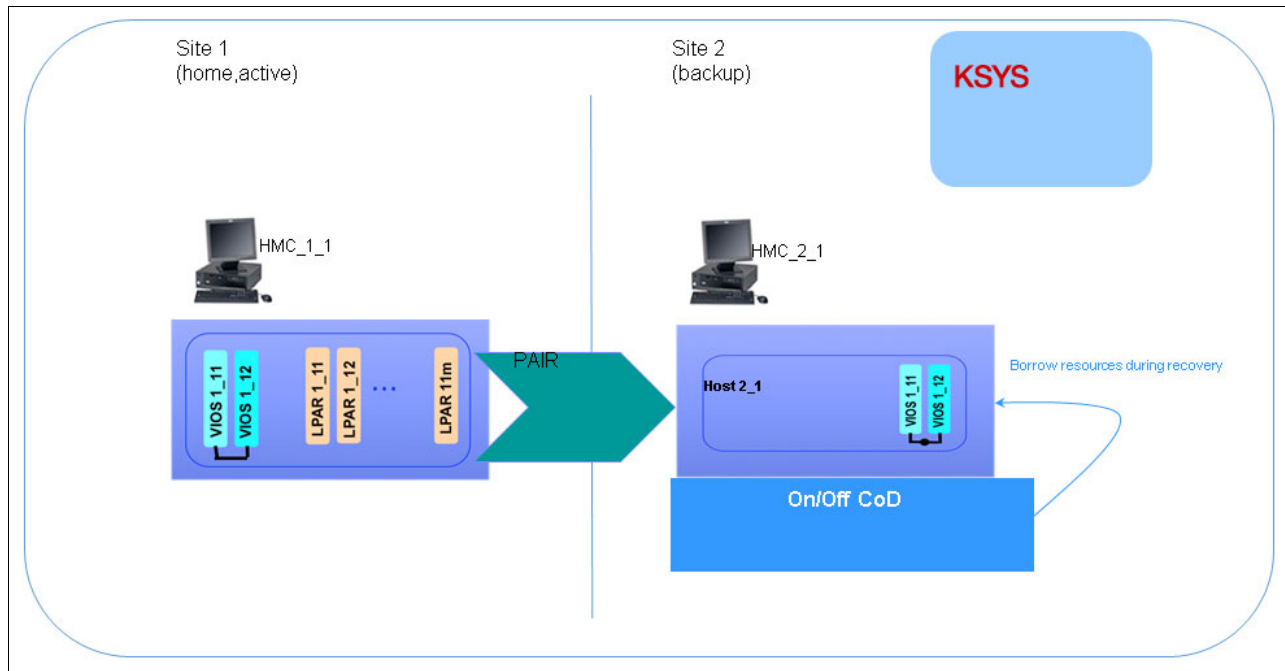 Site 1
(home,active)
Site 2
(backup)
KSYS
HMC_1_1
HMC_2_1
VIOS 1_11
VIOS 1_12
LPAR 1_11
LPAR 1_12
...
LPAR 11m
PAIR
Host 2_1
VIOS 1_11
VIOS 1_12
Borrow resources during recovery
On/Off CoD